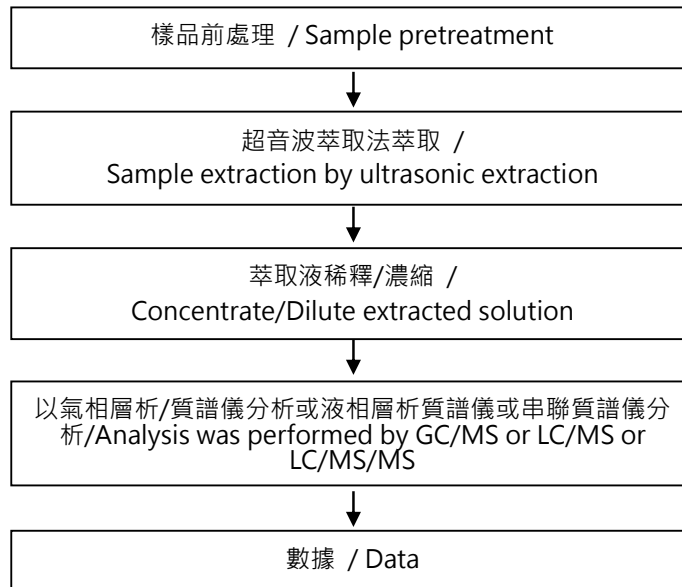 樣品前處理 / Sample pretreatment
超音波萃取法萃取 /
Sample extraction by ultrasonic extraction
萃取液稀釋/濃縮 /
Concentrate/Dilute extracted solution
以氣相層析/質譜儀分析或液相層析質譜儀或串聯質譜儀分
析/Analysis was performed by GC/MS or LC/MS or
LC/MS/MS
數據 / Data